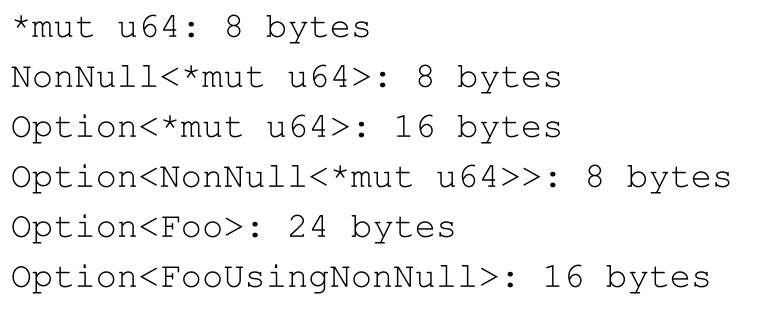 *mut u64: 8 bytes
NonNull<*mut u64>: 8 bytes
Option<*mut u64>: 16 bytes
Option<NonNull<*mut u64>>: 8 bytes
Option<Foo>: 24 bytes
Option<FooUsingNonNull>: 16 bytes